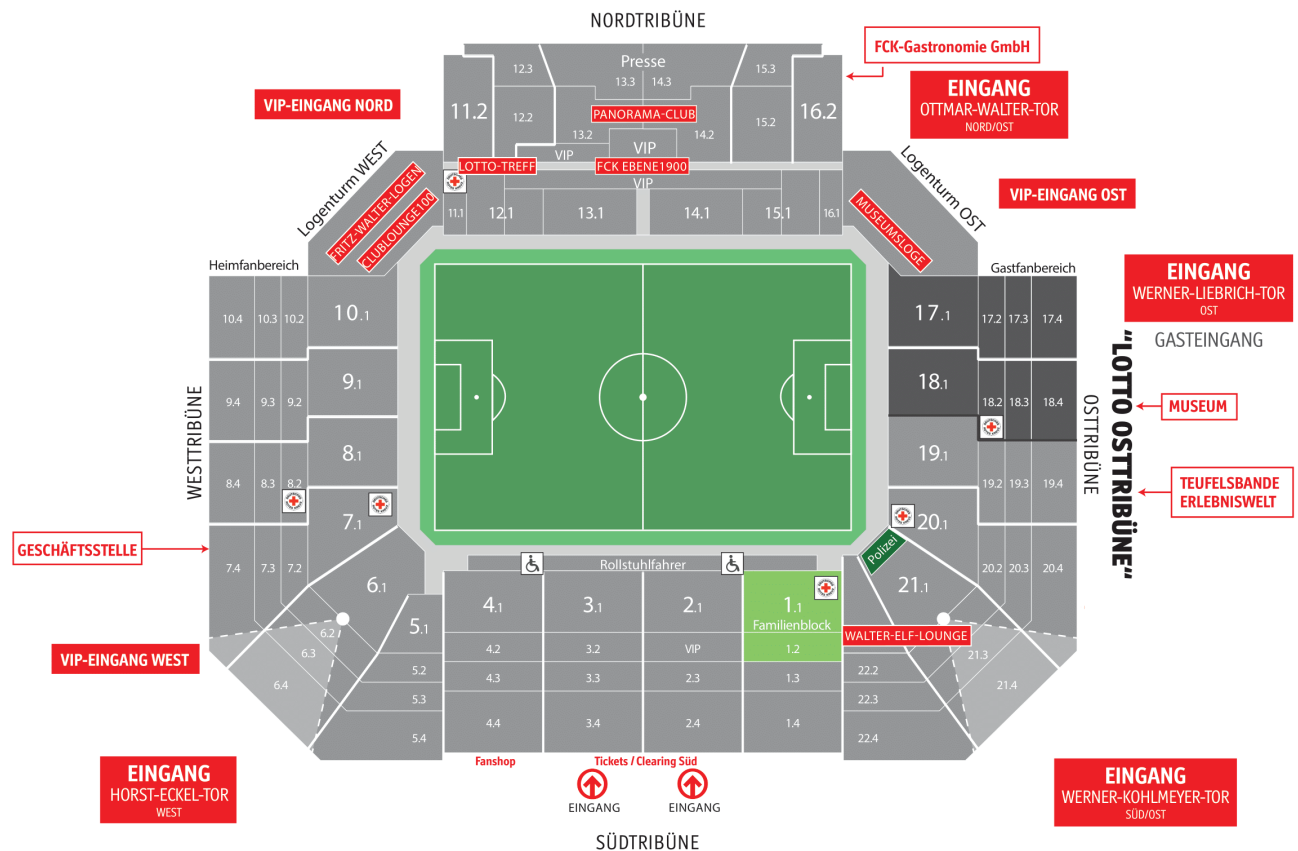 NORDTRIBÜNE
FCK-Gastronomie GmbH
EINGANG
OTTMAR-WALTER-TOR
NORD/OST
VIP-EINGANG NORD
Presse
12.3
13.3
14.3
15.3
11.2
12.2
PANORAMA-CLUB
13.2
14.2
15.2
16.2
VIP
VIP
LOTTO-TREFF
FCK EBENE1900
VIP
11.1
12.1
13.1
14.1
15.1
16.1
Logenturm WEST
FRITZ-WALTER-LOGEN
CLUBLOUNGE100
Logenturm OST
MUSEUMSLOGE
VIP-EINGANG OST
Heimfanbereich
Gastfanbereich
EINGANG
WERNER-LIEBRICH-TOR
OST
GASTEINGANG
10.4
10.3
10.2
10.1
17.1
17.2
17.3
17.4
9.4
9.3
9.2
9.1
18.1
18.2
18.3
18.4
WESTTRIBÜNE
OSTTRIBÜNE
"LOTTO OSTTRIBÜNE"
MUSEUM
8.4
8.3
8.2
8.1
19.1
19.2
19.3
19.4
TEUFELSBANDE
ERLEBNISWELT
GESCHÄFTSSTELLE
7.4
7.3
7.2
7.1
20.1
20.2
20.3
20.4
Polizei
Rollstuhlfahrer
6.1
6.2
6.3
6.4
5.1
4.1
3.1
2.1
1.1
Familienblock
21.1
WALTER-ELF-LOUNGE
21.3
21.4
VIP-EINGANG WEST
5.2
4.2
3.2
VIP
1.2
22.2
5.3
4.3
3.3
2.3
1.3
22.3
5.4
4.4
3.4
2.4
1.4
22.4
Fanshop
Tickets / Clearing Süd
EINGANG
EINGANG
EINGANG
HORST-ECKEL-TOR
WEST
EINGANG
WERNER-KOHLMEYER-TOR
SÜD/OST
SÜDTRIBÜNE